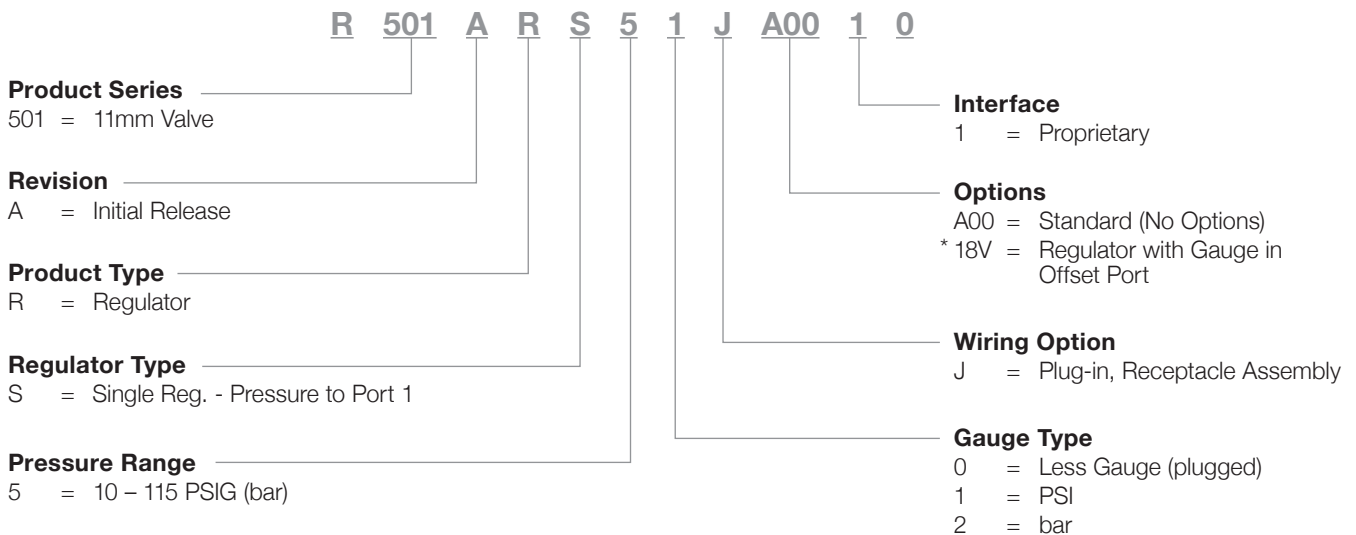 R 501 A R S 5 1 J A00 1 0
Product Series
501 = 11mm Valve
Revision
A = Initial Release
Product Type
R = Regulator
Regulator Type
S = Single Reg. - Pressure to Port 1
Pressure Range
5 = 10 – 115 PSIG (bar)
Interface
1 = Proprietary
Options
A00 = Standard (No Options)
* 18V = Regulator with Gauge in
Offset Port
Wiring Option
J = Plug-in, Receptacle Assembly
Gauge Type
0 = Less Gauge (plugged)
1 = PSI
2 = bar